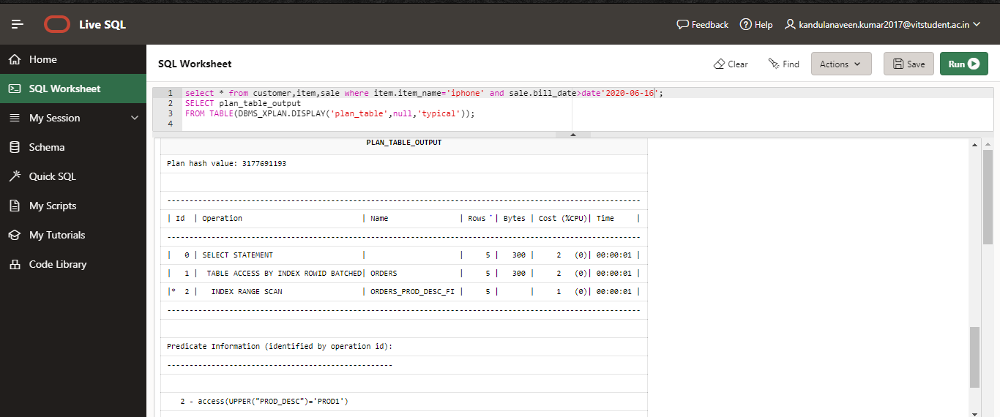 Live SQL
Feedback
Help
kandulanaveen.kumar2017@vitstudent.ac.in
Home
SQL Worksheet
My Session
Schema
Quick SQL
My Scripts
My Tutorials
Code Library
SQL Worksheet
Clear
Find
Actions
Save
Run
1 select * from customer,item,sale where item.item_name='iphone' and sale.bill_date>date'2020-06-16';
2 SELECT plan_table_output
3 FROM TABLE(DBMS_XPLAN.DISPLAY('plan_table',null,'typical'));
4
PLAN_TABLE_OUTPUT
Plan hash value: 3177691193
---------------------------------------------------------------------------------------------------------
| Id | Operation | Name | Rows | Bytes | Cost (%CPU)| Time |
---------------------------------------------------------------------------------------------------------
| 0 | SELECT STATEMENT | | 5 | 300 | 2 (0)| 00:00:01 |
| 1 | TABLE ACCESS BY INDEX ROWID BATCHED| ORDERS | 5 | 300 | 2 (0)| 00:00:01 |
|* 2 | INDEX RANGE SCAN | ORDERS_PROD_DESC_FI | 5 | | 1 (0)| 00:00:01 |
---------------------------------------------------------------------------------------------------------
Predicate Information (identified by operation id):
---------------------------------------------------
2 - access(UPPER("PROD_DESC")='PROD1')